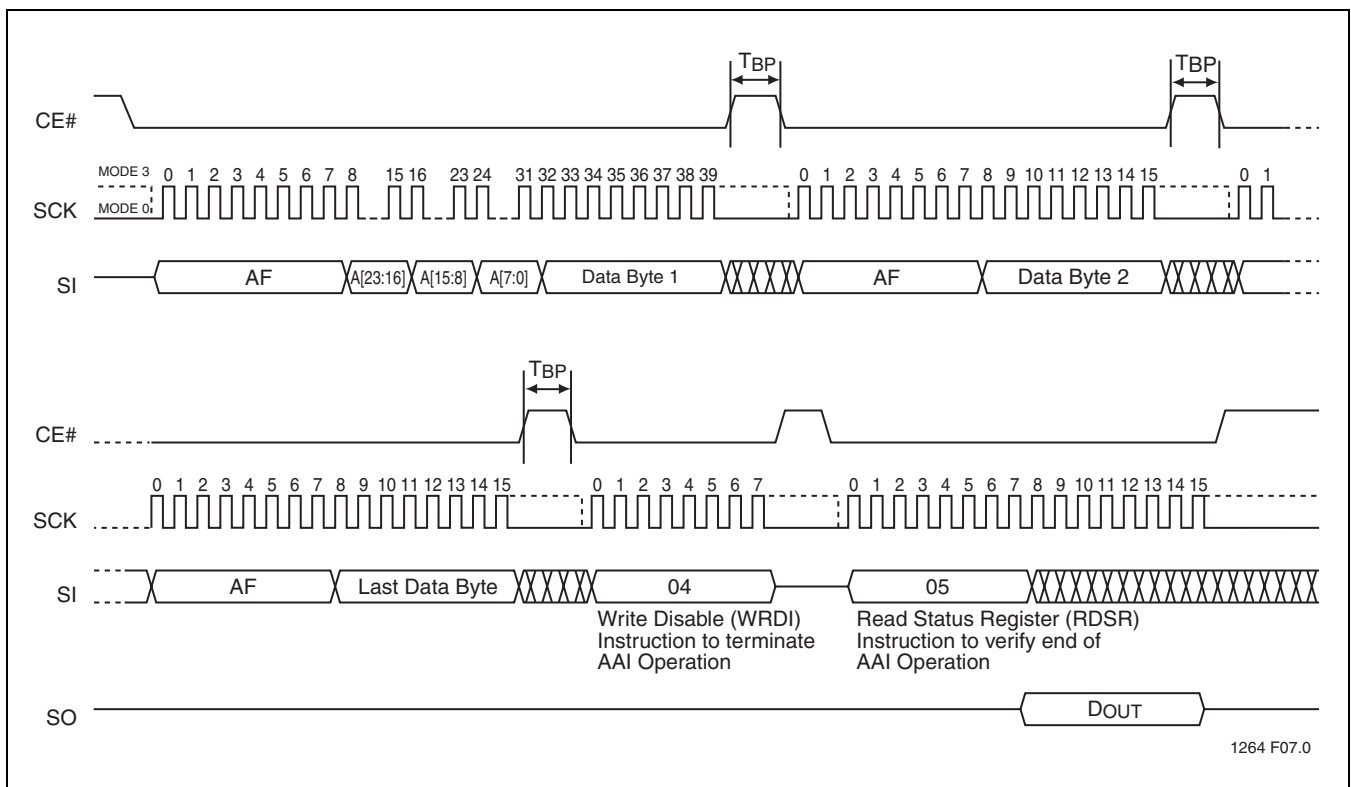 TBP TBP
CE#
MODE 3 0 1 2 3 4 5 6 7 8 15 16 23 24 31 32 33 34 35 36 37 38 39 0 1 2 3 4 5 6 7 8 9 10 11 12 13 14 15 0 1
SCK MODE 0
SI AF A[23:16] A[15:8] A[7:0] Data Byte 1 AF Data Byte 2
TBP
CE#
0 1 2 3 4 5 6 7 8 9 10 11 12 13 14 15 0 1 2 3 4 5 6 7 0 1 2 3 4 5 6 7 8 9 10 11 12 13 14 15
SCK
SI AF Last Data Byte 04 05
Write Disable (WRDI) Read Status Register (RDSR)
Instruction to terminate Instruction to verify end of
AAI Operation AAI Operation
SO DOUT
1264 F07.0